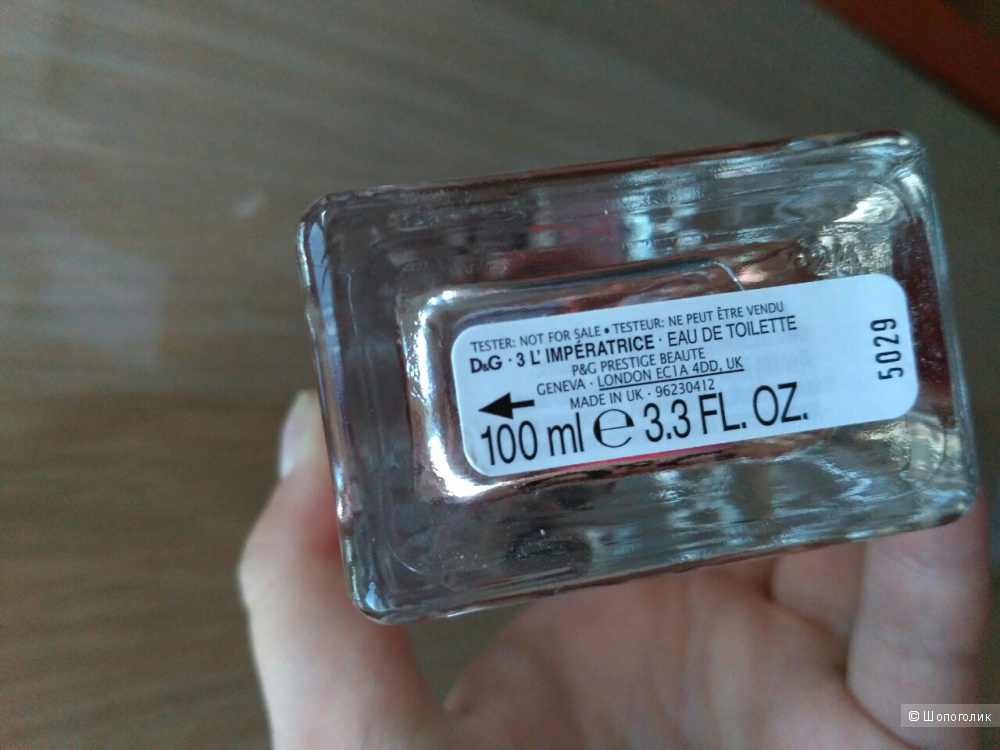 TESTER: NOT FOR SALE • TESTEUR: NE PEUT ÊTRE VENDU
D&G · 3 L' IMPÉRATRICE · EAU DE TOILETTE
P&G PRESTIGE BEAUTE
GENEVA · LONDON EC1A 4DD, UK
MADE IN UK · 96230412
100 ml ℮ 3.3 FL. OZ.
5029
© Шопоголик